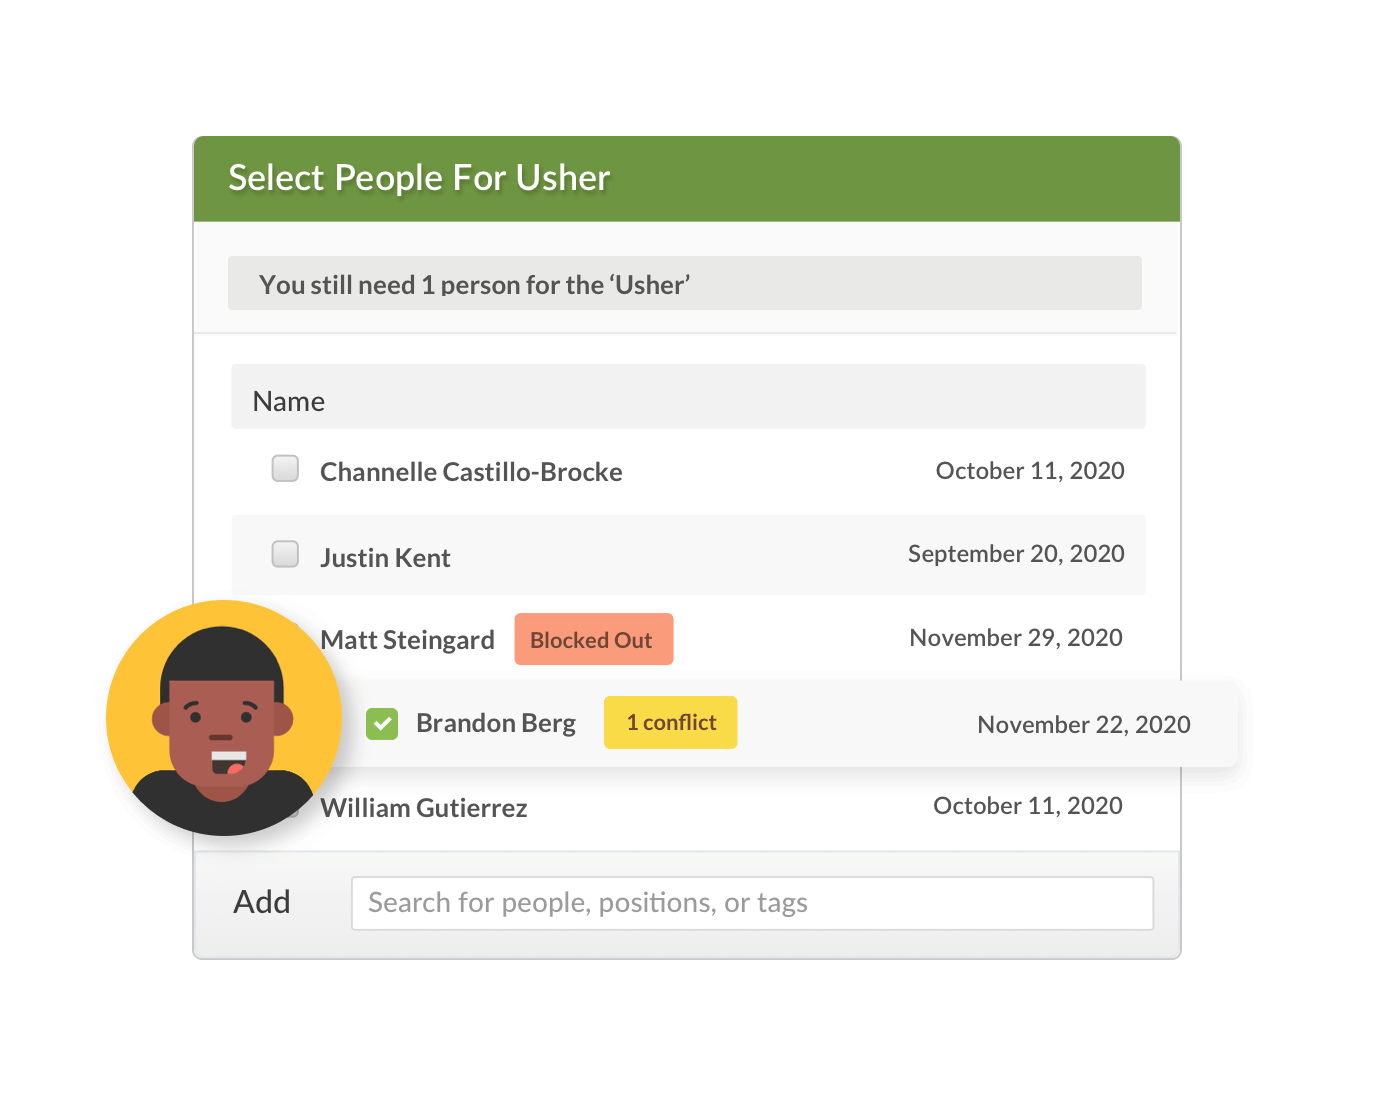 Select People For Usher
You still need 1 person for the ‘Usher’
Name
Channelle Castillo-Brocke October 11, 2020
Justin Kent September 20, 2020
Matt Steingard Blocked Out November 29, 2020
Brandon Berg 1 conflict November 22, 2020
William Gutierrez October 11, 2020
Add Search for people, positions, or tags